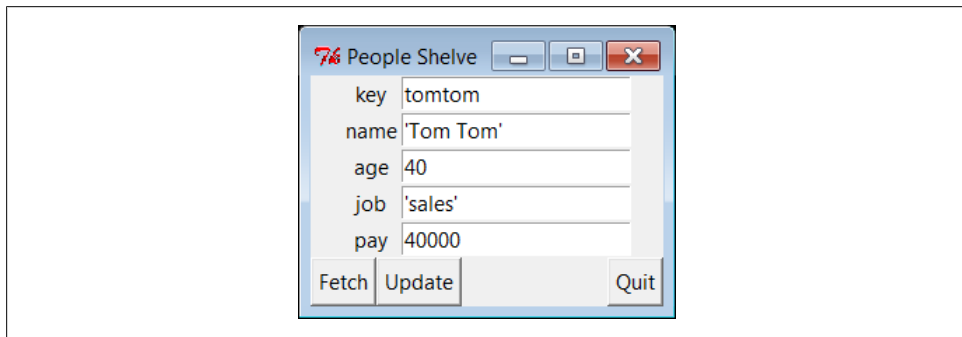 People Shelve
key tomtom
name 'Tom Tom'
age 40
job 'sales'
pay 40000
Fetch Update Quit